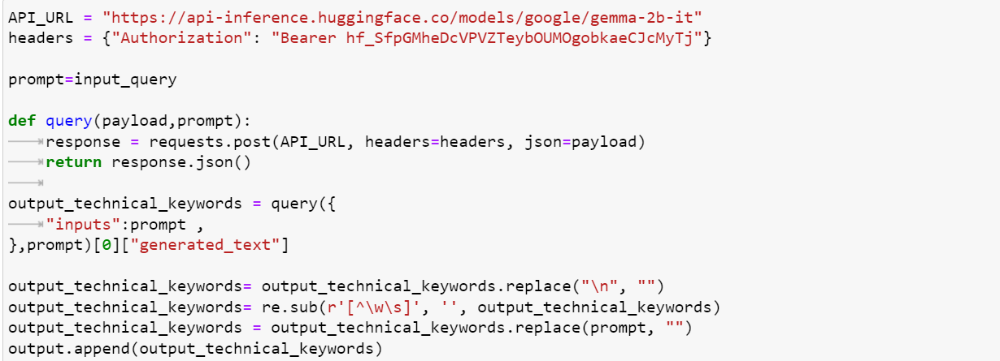 API_URL = "https://api-inference.huggingface.co/models/google/gemma-2b-it"
headers = {"Authorization": "Bearer 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"}
prompt=input_query
def query(payload,prompt):
response = requests.post(API_URL, headers=headers, json=payload)
return response.json()
output_technical_keywords = query({
"inputs":prompt ,
},prompt)[0]["generated_text"]
output_technical_keywords= output_technical_keywords.replace("\n", "")
output_technical_keywords= re.sub(r'[^\w\s]', '', output_technical_keywords)
output_technical_keywords = output_technical_keywords.replace(prompt, "")
output.append(output_technical_keywords)